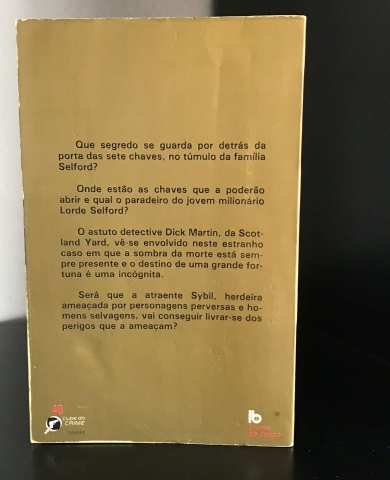 Que segredo se guarda por detrás da
porta das sete chaves, no túmulo da família
Selford?
Onde estão as chaves que a poderão
abrir e qual o paradeiro do jovem milionário
Lorde Selford?
O astuto detective Dick Martin, da Scot-
land Yard, vê-se envolvido neste estranho
caso em que a sombra da morte está sem-
pre presente e o destino de uma grande for-
tuna é uma incógnita.
Será que a atraente Sybil, herdeira
ameaçada por personagens perversas e ho-
mens selvagens, vai conseguir livrar-se dos
perigos que a ameaçam?
40
clube do
CRIME